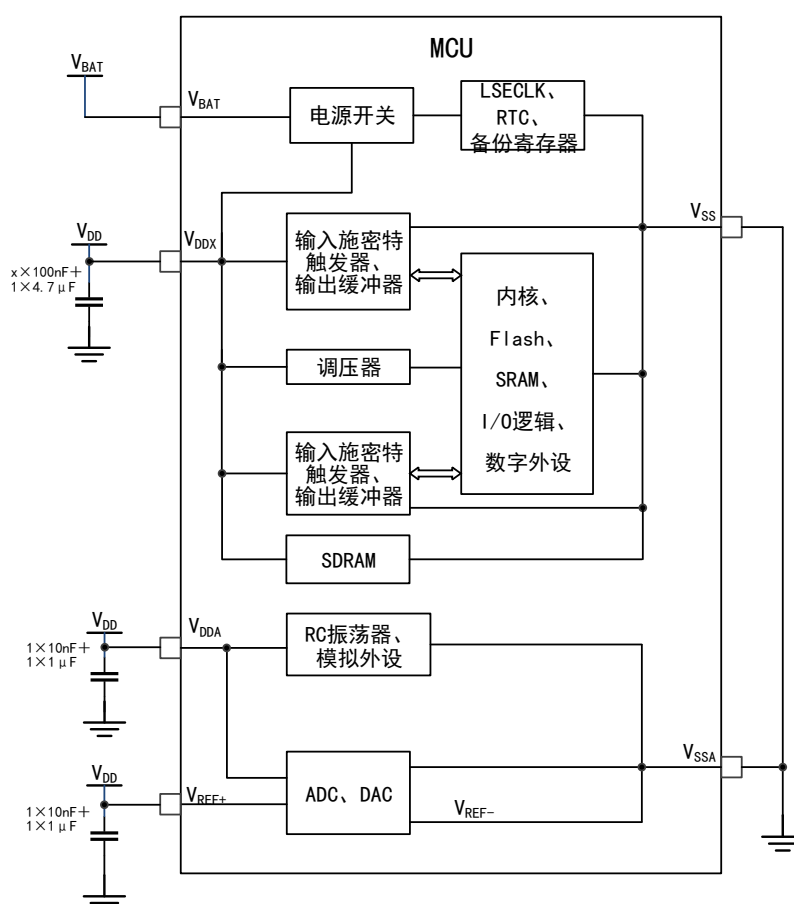 MCU
VBAT
VBAT
电源开关
LSECLK、
RTC、
备份寄存器
VSS
VDD
VDDX
x×100nF+
1×4.7μF
输入施密特
触发器、
输出缓冲器
内核、
Flash、
SRAM、
I/O逻辑、
数字外设
调压器
输入施密特
触发器、
输出缓冲器
SDRAM
VDD
VDDA
1×10nF+
1×1μF
RC振荡器、
模拟外设
VSSA
VDD
VREF+
1×10nF+
1×1μF
ADC、DAC
VREF-